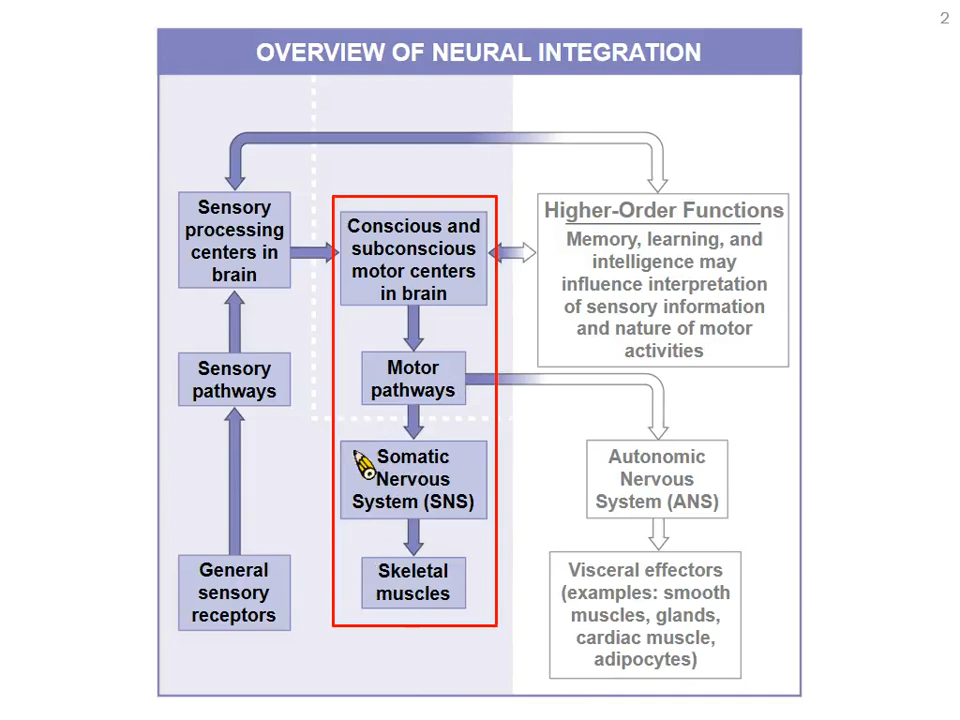 2
OVERVIEW OF NEURAL INTEGRATION
Sensory
processing
centers in
brain
Conscious and
subconscious
motor centers
in brain
Higher-Order Functions
Memory, learning, and
intelligence may
influence interpretation
of sensory information
and nature of motor
activities
Sensory
pathways
Motor
pathways
Somatic
Nervous
System (SNS)
Autonomic
Nervous
System (ANS)
General
sensory
receptors
Skeletal
muscles
Visceral effectors
(examples: smooth
muscles, glands,
cardiac muscle,
adipocytes)